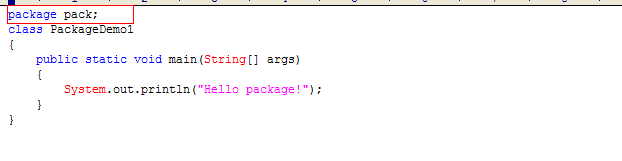 package pack;
class PackageDemo1
{
    public static void main(String[] args)
    {
        System.out.println("Hello package!");
    }
}